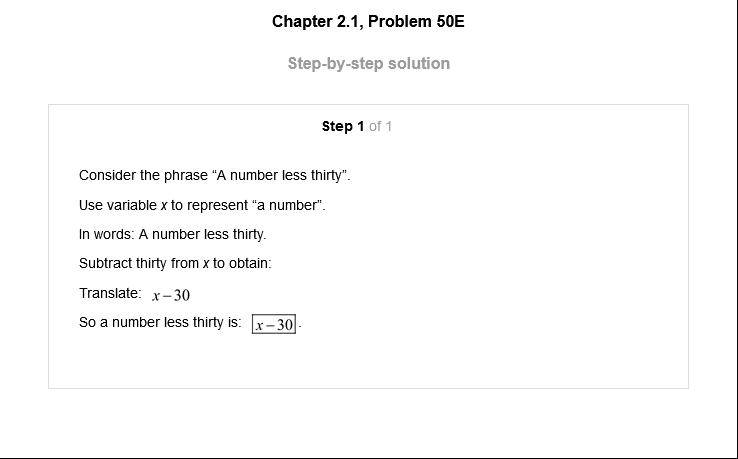 Chapter 2.1, Problem 50E
Step-by-step solution
Step 1 of 1
Consider the phrase “A number less thirty”.
Use variable x to represent “a number”.
In words: A number less thirty.
Subtract thirty from x to obtain:
Translate: x−30
So a number less thirty is: x−30.